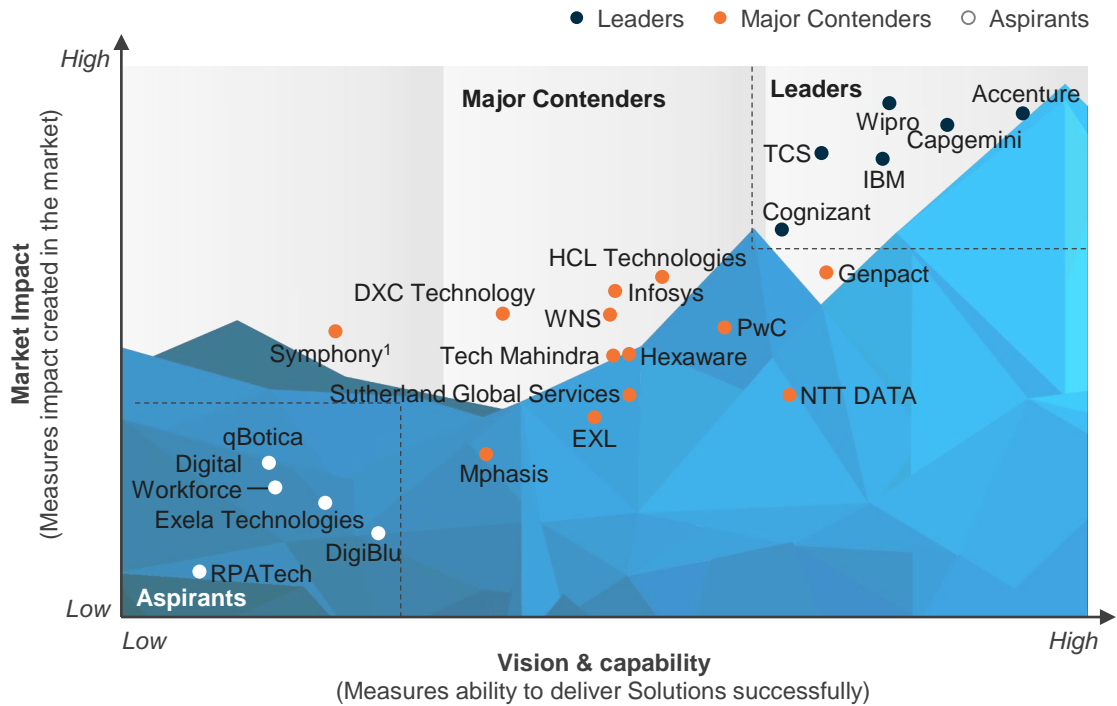 Leaders
Major Contenders
Aspirants
High
Major Contenders
Leaders
Accenture
Wipro
Capgemini
TCS
IBM
Cognizant
HCL Technologies
Genpact
DXC Technology
Infosys
WNS
PwC
Symphony¹
Tech Mahindra
Hexaware
Sutherland Global Services
NTT DATA
EXL
qBotica
Mphasis
Digital
Workforce
Exela Technologies
DigiBlu
RPATech
Aspirants
Low
Market Impact
(Measures impact created in the market)
Low
High
Vision & capability
(Measures ability to deliver Solutions successfully)